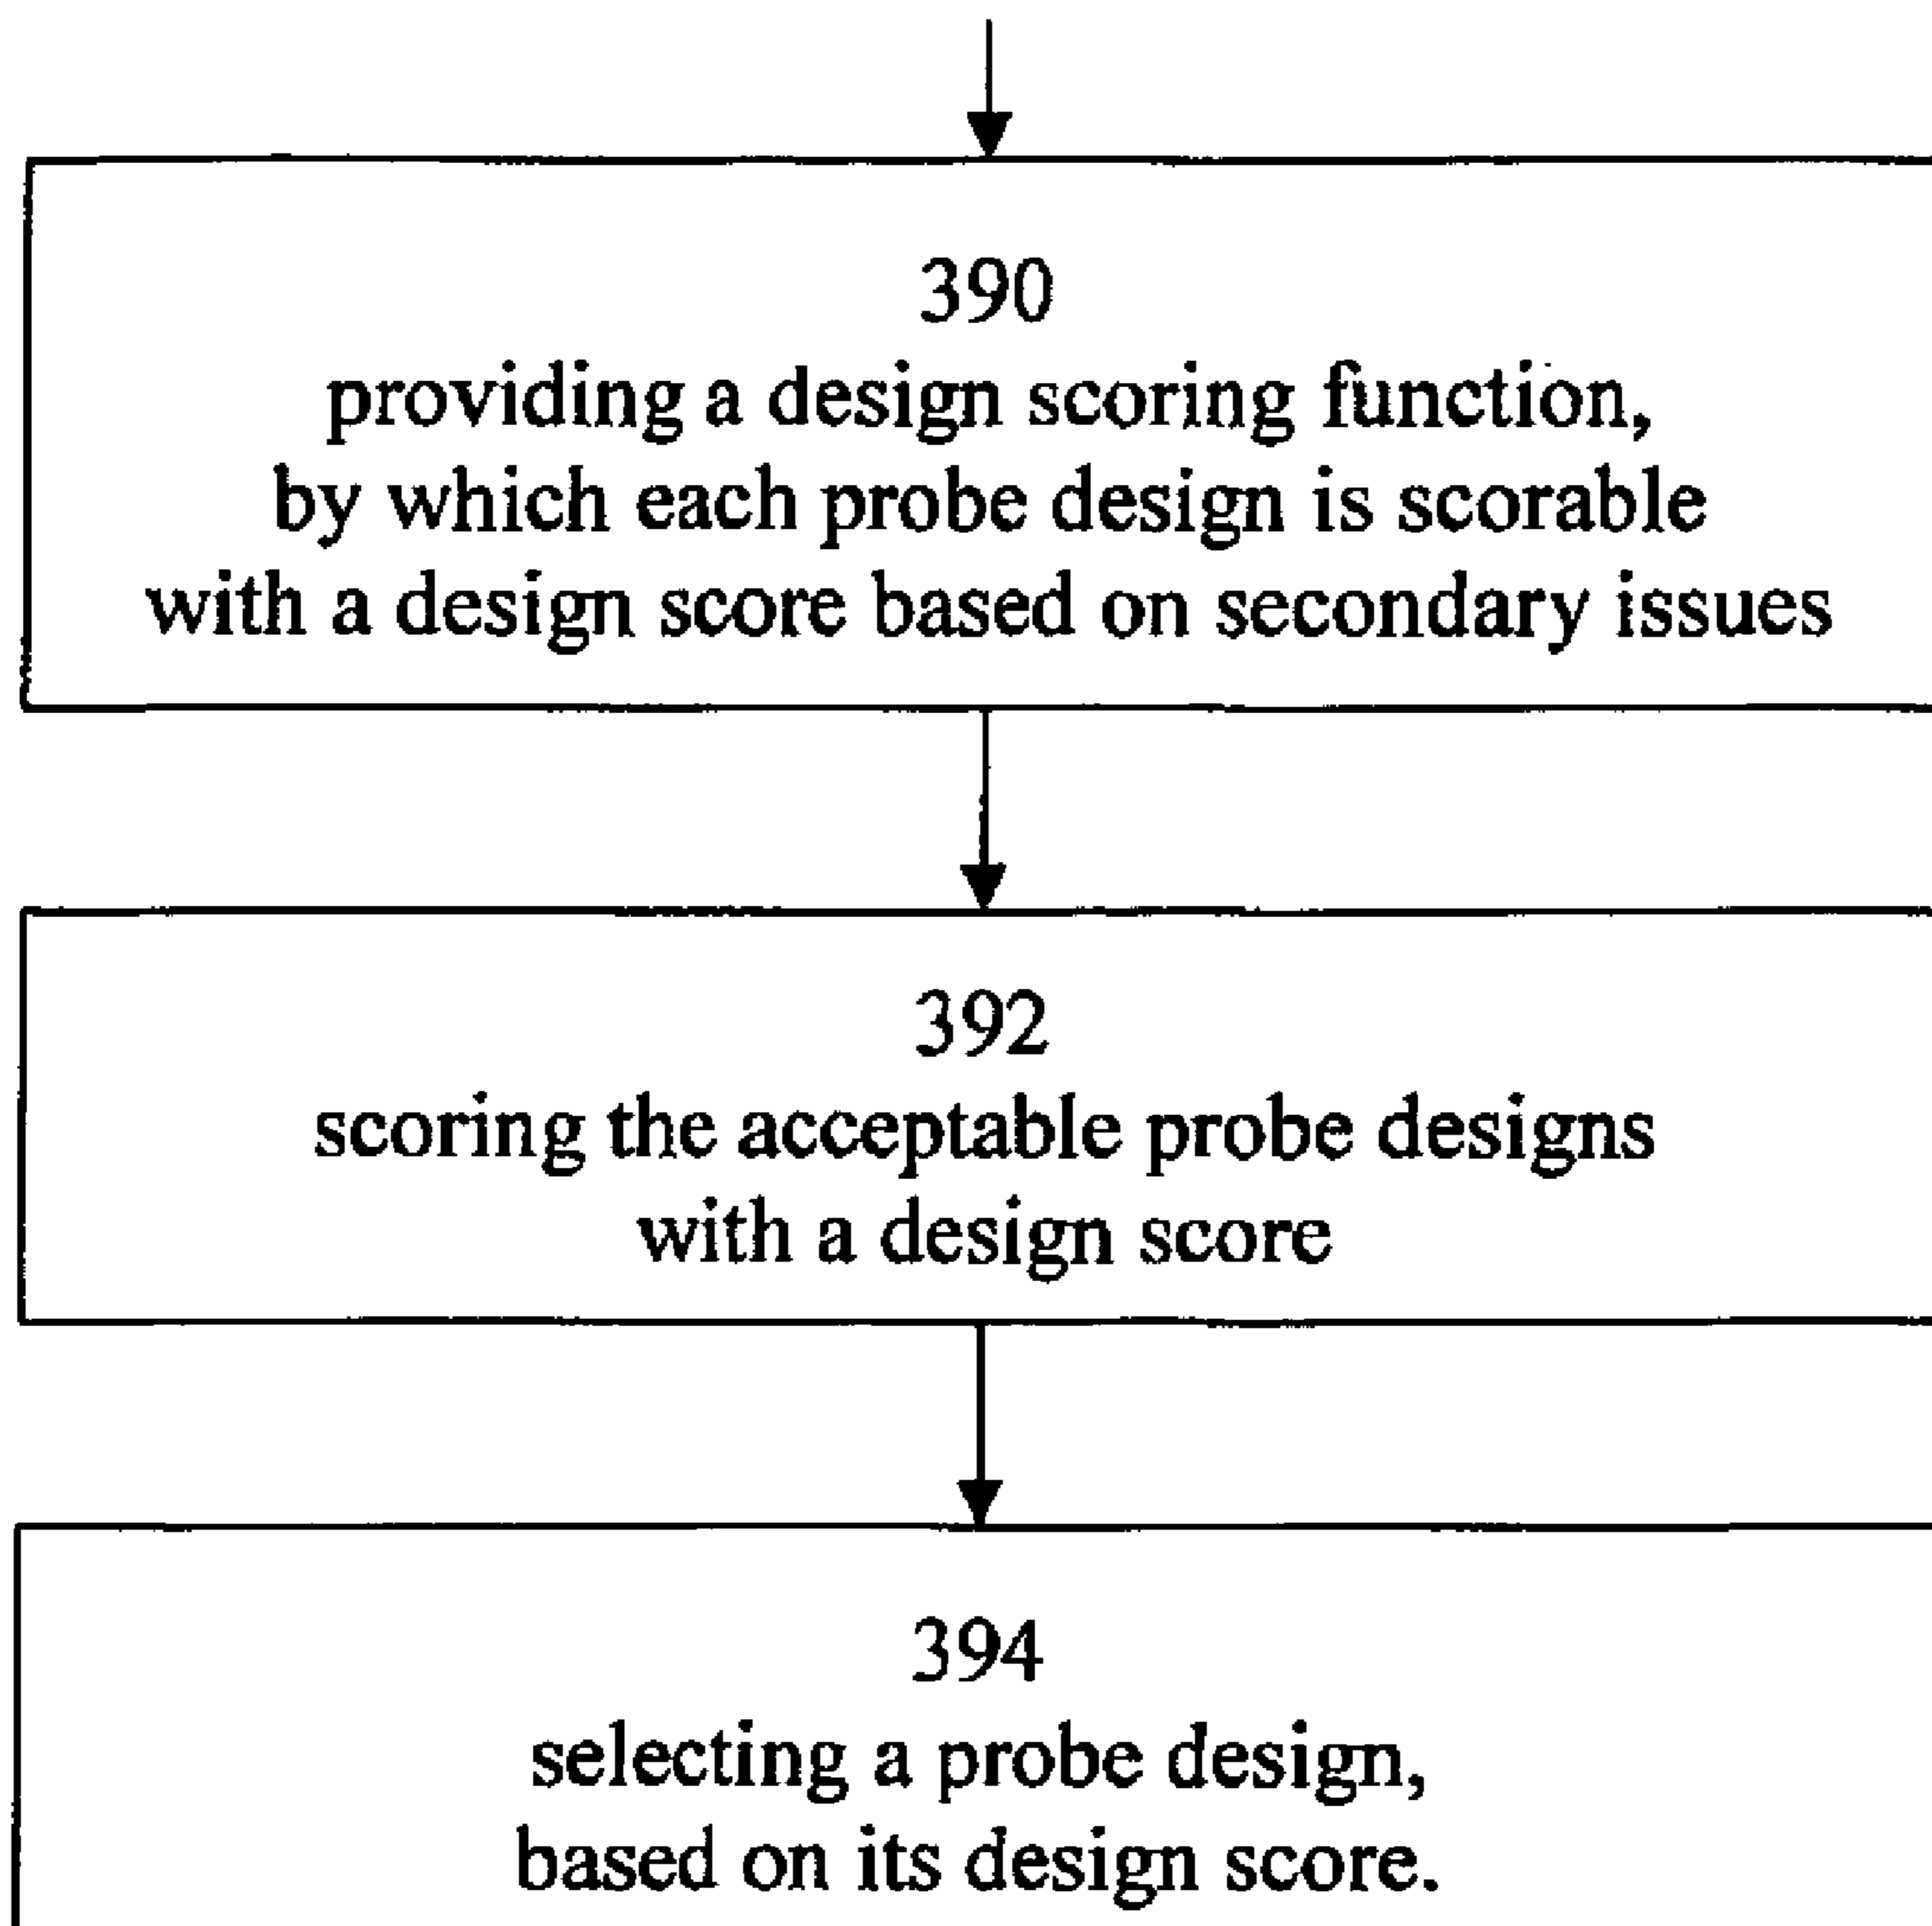 390
providing a design scoring function,
by which each probe design is scorable
with a design score based on secondary issues
392
scoring the acceptable probe designs
with a design score
394
selecting a probe design,
based on its design score.